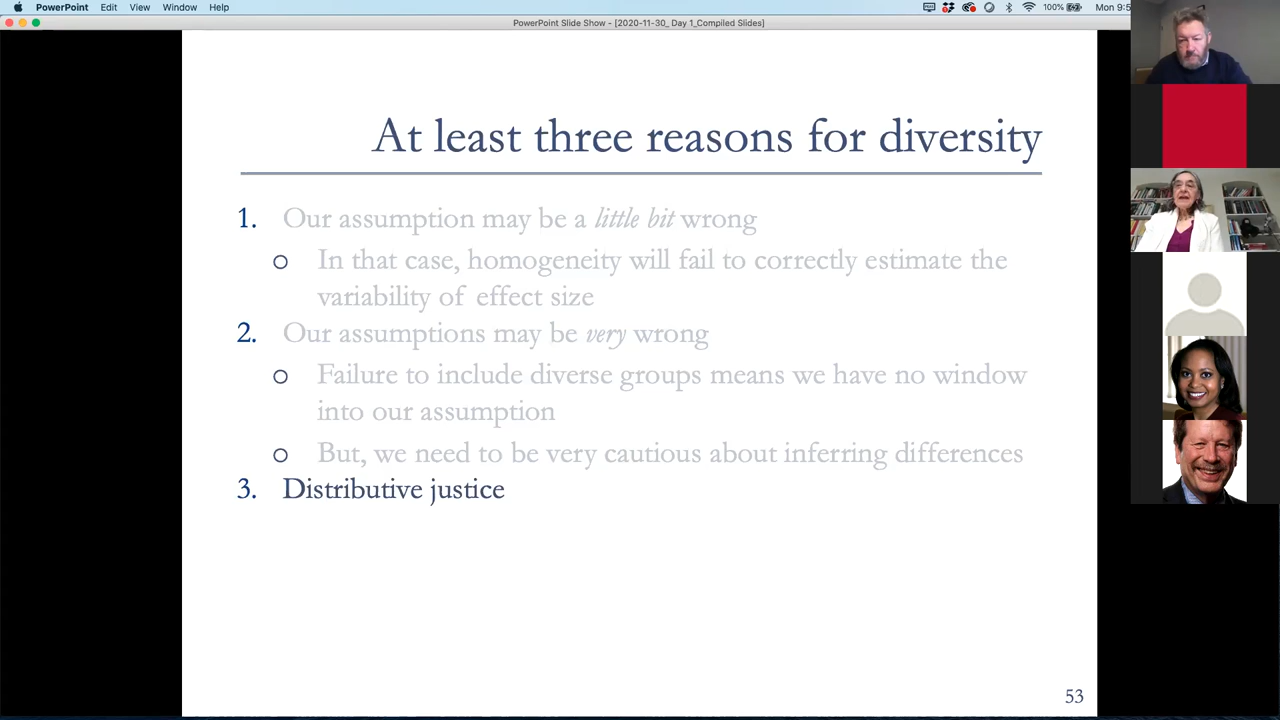 PowerPoint Edit View Window Help 100% Mon 9:5
PowerPoint Slide Show - [2020-11-30_ Day 1_Compiled Slides]
At least three reasons for diversity
1. Our assumption may be a little bit wrong
o In that case, homogeneity will fail to correctly estimate the
variability of effect size
2. Our assumptions may be very wrong
o Failure to include diverse groups means we have no window
into our assumption
o But, we need to be very cautious about inferring differences
3. Distributive justice
53